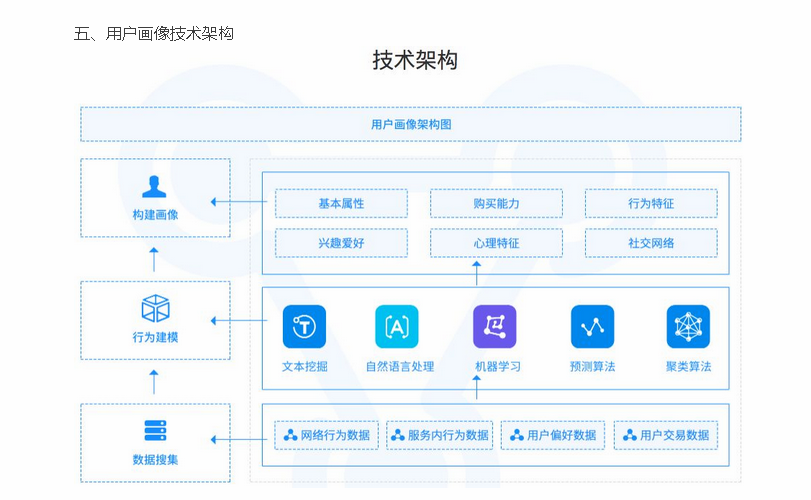 五、用户画像技术架构
技术架构
用户画像架构图
构建画像
基本属性 购买能力 行为特征
兴趣爱好 心理特征 社交网络
行为建模
文本挖掘 自然语言处理 机器学习 预测算法 聚类算法
数据搜集
网络行为数据 服务内行为数据 用户偏好数据 用户交易数据